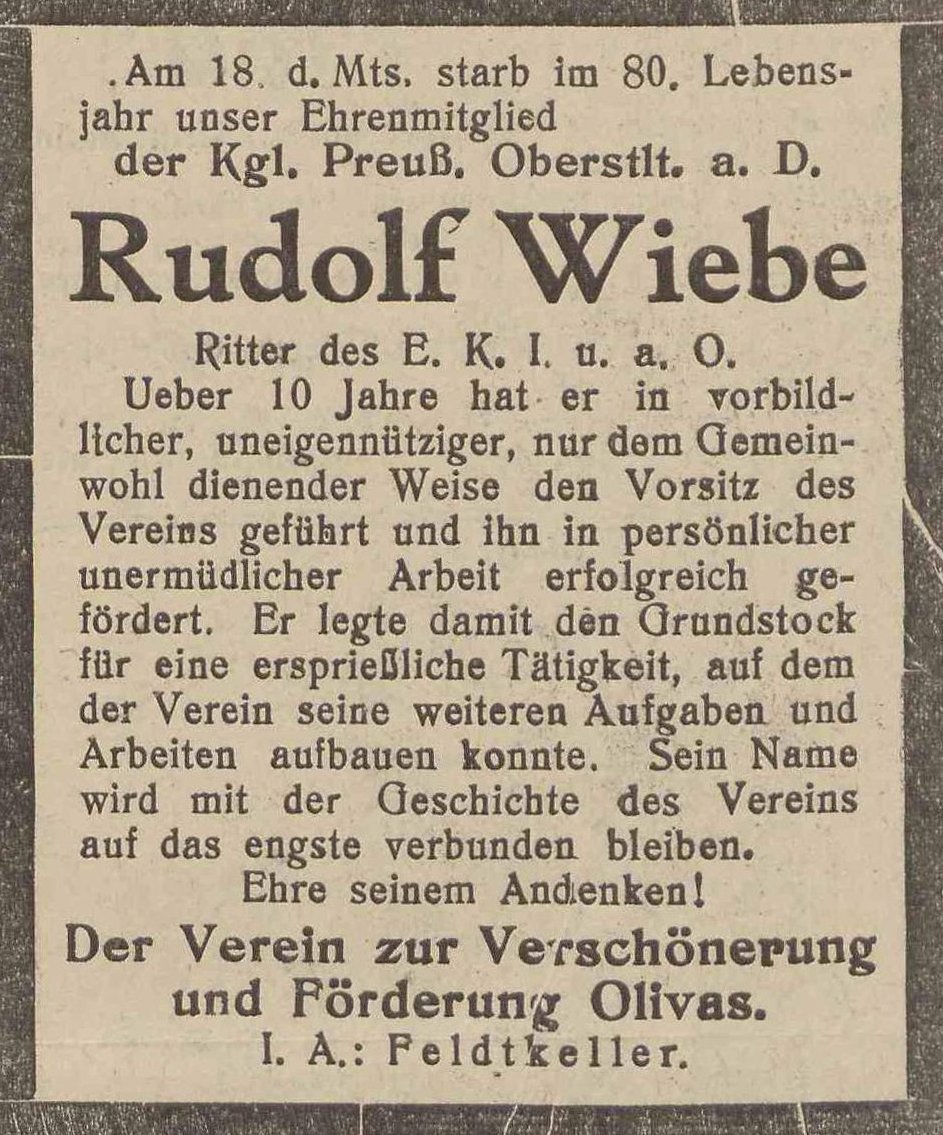 Am 18. d. Mts. starb im 80. Lebens-
jahr unser Ehrenmitglied
der Kgl. Preuß. Oberstlt. a. D.
Rudolf Wiebe
Ritter des E. K. I. u. a. O.
Ueber 10 Jahre hat er in vorbild-
licher, uneigennütziger, nur dem Gemein-
wohl dienender Weise den Vorsitz des
Vereins geführt und ihn in persönlicher
unermüdlicher Arbeit erfolgreich ge-
fördert. Er legte damit den Grundstock
für eine ersprießliche Tätigkeit, auf dem
der Verein seine weiteren Aufgaben und
Arbeiten aufbauen konnte. Sein Name
wird mit der Geschichte des Vereins
auf das engste verbunden bleiben.
Ehre seinem Andenken!
Der Verein zur Verschönerung
und Förderung Olivas.
I. A.: Feldtkeller.